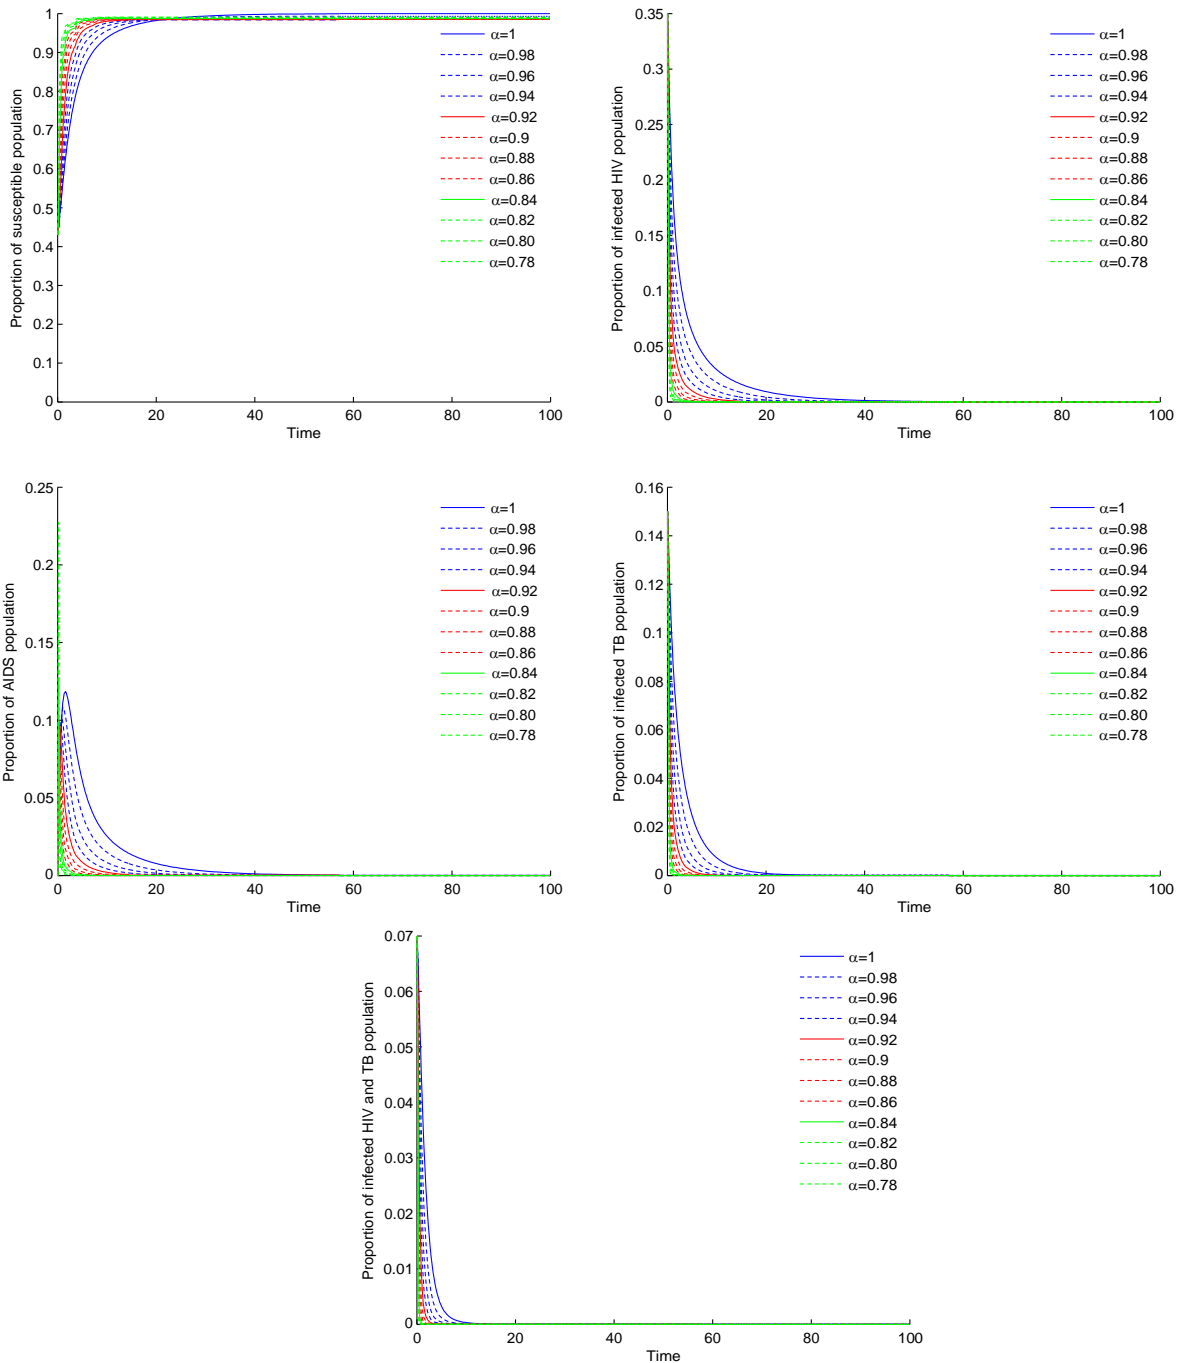 Proportion of susceptible population
1
0.9
0.8
0.7
0.6
0.5
0.4
0.3
0.2
0.1
0
0 20 40 60 80 100
Time
α=1
α=0.98
α=0.96
α=0.94
α=0.92
α=0.9
α=0.88
α=0.86
α=0.84
α=0.82
α=0.80
α=0.78
Proportion of infected HIV population
0.35
0.3
0.25
0.2
0.15
0.1
0.05
0
0 20 40 60 80 100
Time
α=1
α=0.98
α=0.96
α=0.94
α=0.92
α=0.9
α=0.88
α=0.86
α=0.84
α=0.82
α=0.80
α=0.78
Proportion of AIDS population
0.25
0.2
0.15
0.1
0.05
0
0 20 40 60 80 100
Time
α=1
α=0.98
α=0.96
α=0.94
α=0.92
α=0.9
α=0.88
α=0.86
α=0.84
α=0.82
α=0.80
α=0.78
Proportion of infected TB population
0.16
0.14
0.12
0.1
0.08
0.06
0.04
0.02
0
0 20 40 60 80 100
Time
α=1
α=0.98
α=0.96
α=0.94
α=0.92
α=0.9
α=0.88
α=0.86
α=0.84
α=0.82
α=0.80
α=0.78
Proportion of infected HIV and TB population
0.07
0.06
0.05
0.04
0.03
0.02
0.01
0
0 20 40 60 80 100
Time
α=1
α=0.98
α=0.96
α=0.94
α=0.92
α=0.9
α=0.88
α=0.86
α=0.84
α=0.82
α=0.80
α=0.78